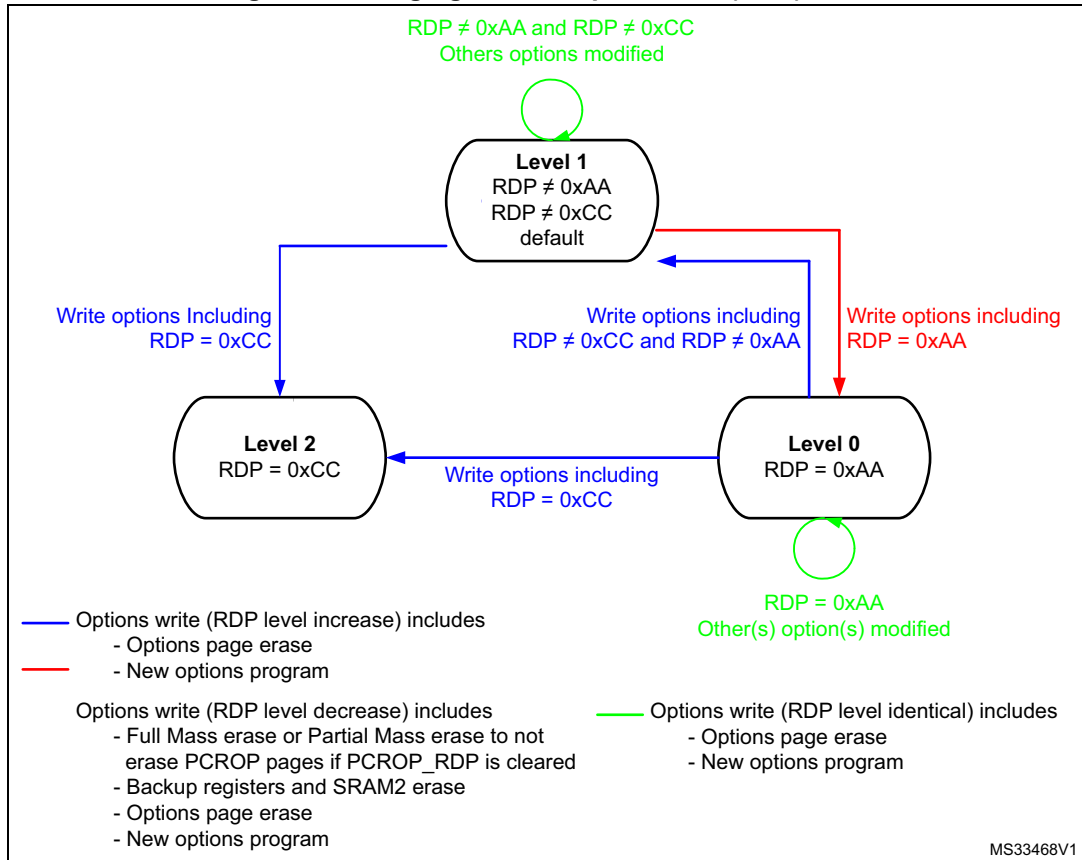 RDP ≠ 0xAA and RDP ≠ 0xCC
Others options modified
Level 1
RDP ≠ 0xAA
RDP ≠ 0xCC
default
Write options Including
RDP = 0xCC
Write options including
RDP ≠ 0xCC and RDP ≠ 0xAA
Write options including
RDP = 0xAA
Level 2
RDP = 0xCC
Write options including
RDP = 0xCC
Level 0
RDP = 0xAA
RDP = 0xAA
Other(s) option(s) modified
Options write (RDP level increase) includes
- Options page erase
- New options program
Options write (RDP level decrease) includes
- Full Mass erase or Partial Mass erase to not
erase PCROP pages if PCROP_RDP is cleared
- Backup registers and SRAM2 erase
- Options page erase
- New options program
Options write (RDP level identical) includes
- Options page erase
- New options program
MS33468V1